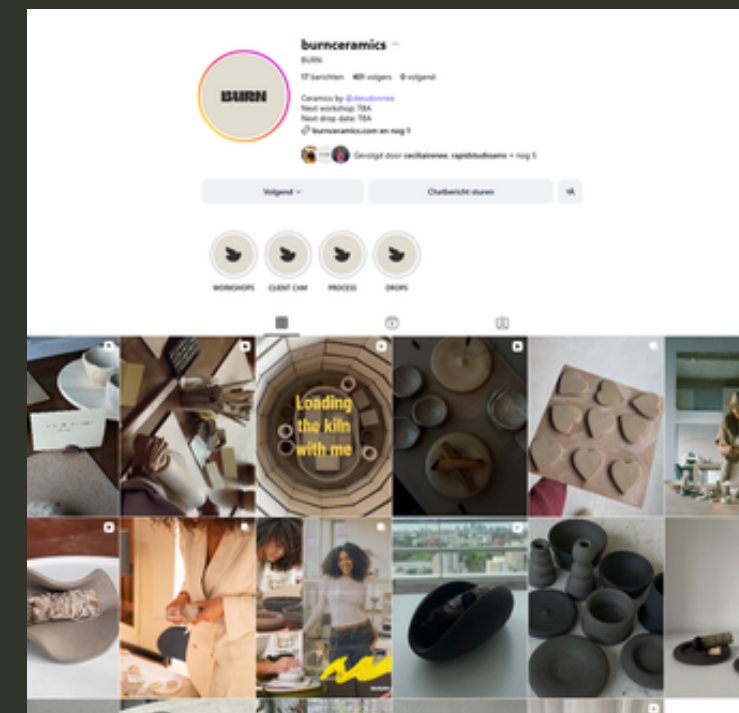 burnceramics ...
BURN
17 berichten 401 volgers 0 volgend
BURN
Ceramics by @dieudonnee
Next workshop: TBA
Next drop date: TBA
burnceramics.com en nog 1
Gevolgd door ceciliairenee, rapidstudioams + nog 5
Volgend
Chatbericht sturen
WORKSHOPS CLIENT CAM PROCESS DROPS
Loading
the kiln
with me